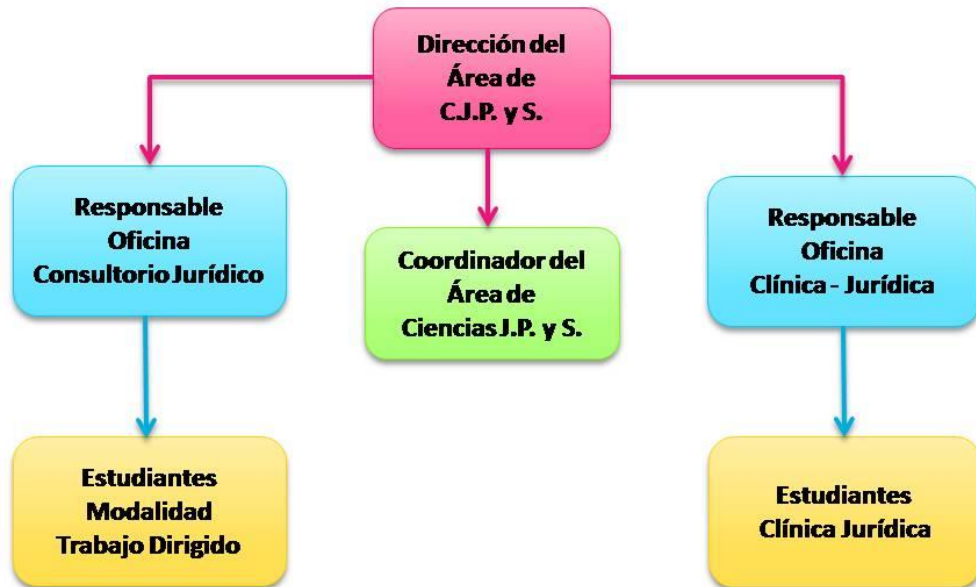 Dirección del
Área de
C.J.P. y S.
Responsable
Oficina
Consultorio Jurídico
Coordinador del
Área de
Ciencias J.P. y S.
Responsable
Oficina
Clínica - Jurídica
Estudiantes
Modalidad
Trabajo Dirigido
Estudiantes
Clínica Jurídica